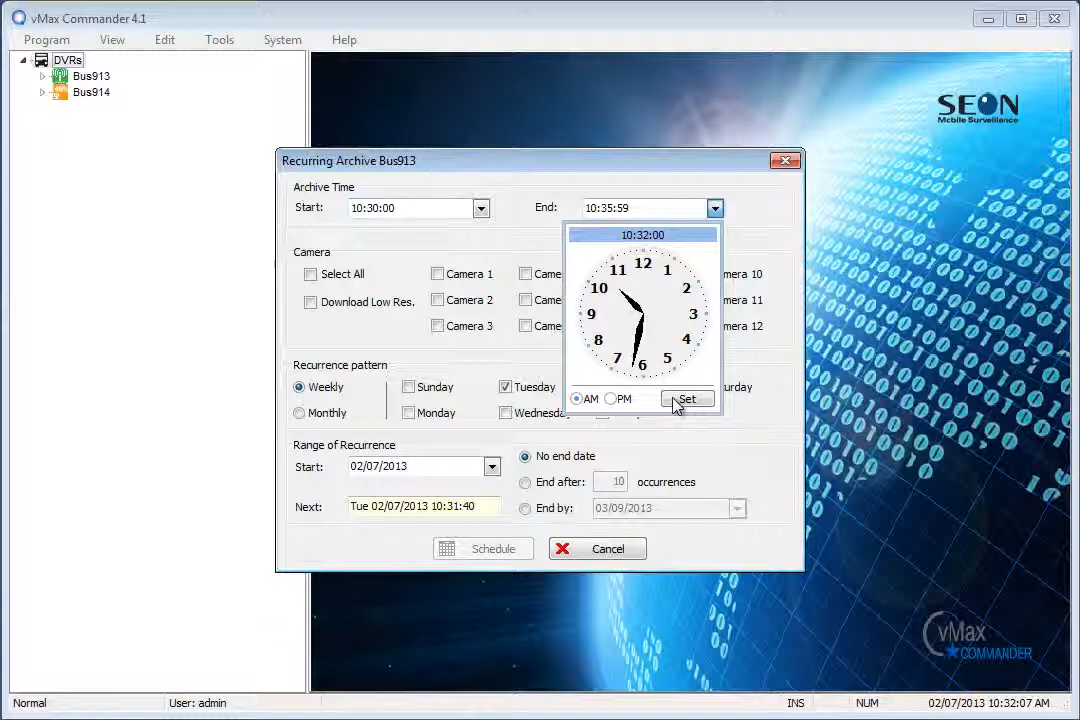 vMax Commander 4.1
Program View Edit Tools System Help
DVRs
Bus913
Bus914
SEON
Mobile Surveillance
Recurring Archive Bus913
Archive Time
Start: 10:30:00 End: 10:35:59
10:32:00
12
11 1
10 2
9 3
8 4
7 5
6
AM PM Set
Camera
Select All Camera 1 Came Camera 10
Download Low Res. Camera 2 Came mera 11
Camera 3 Came mera 12
Recurrence pattern
Weekly Sunday Tuesday urday
Monthly Monday Wednesday
Range of Recurrence
Start: 02/07/2013 No end date
End after: 10 occurrences
Next: Tue 02/07/2013 10:31:40 End by: 03/09/2013
Schedule Cancel
vMax
COMMANDER
Normal User: admin INS NUM 02/07/2013 10:32:07 AM